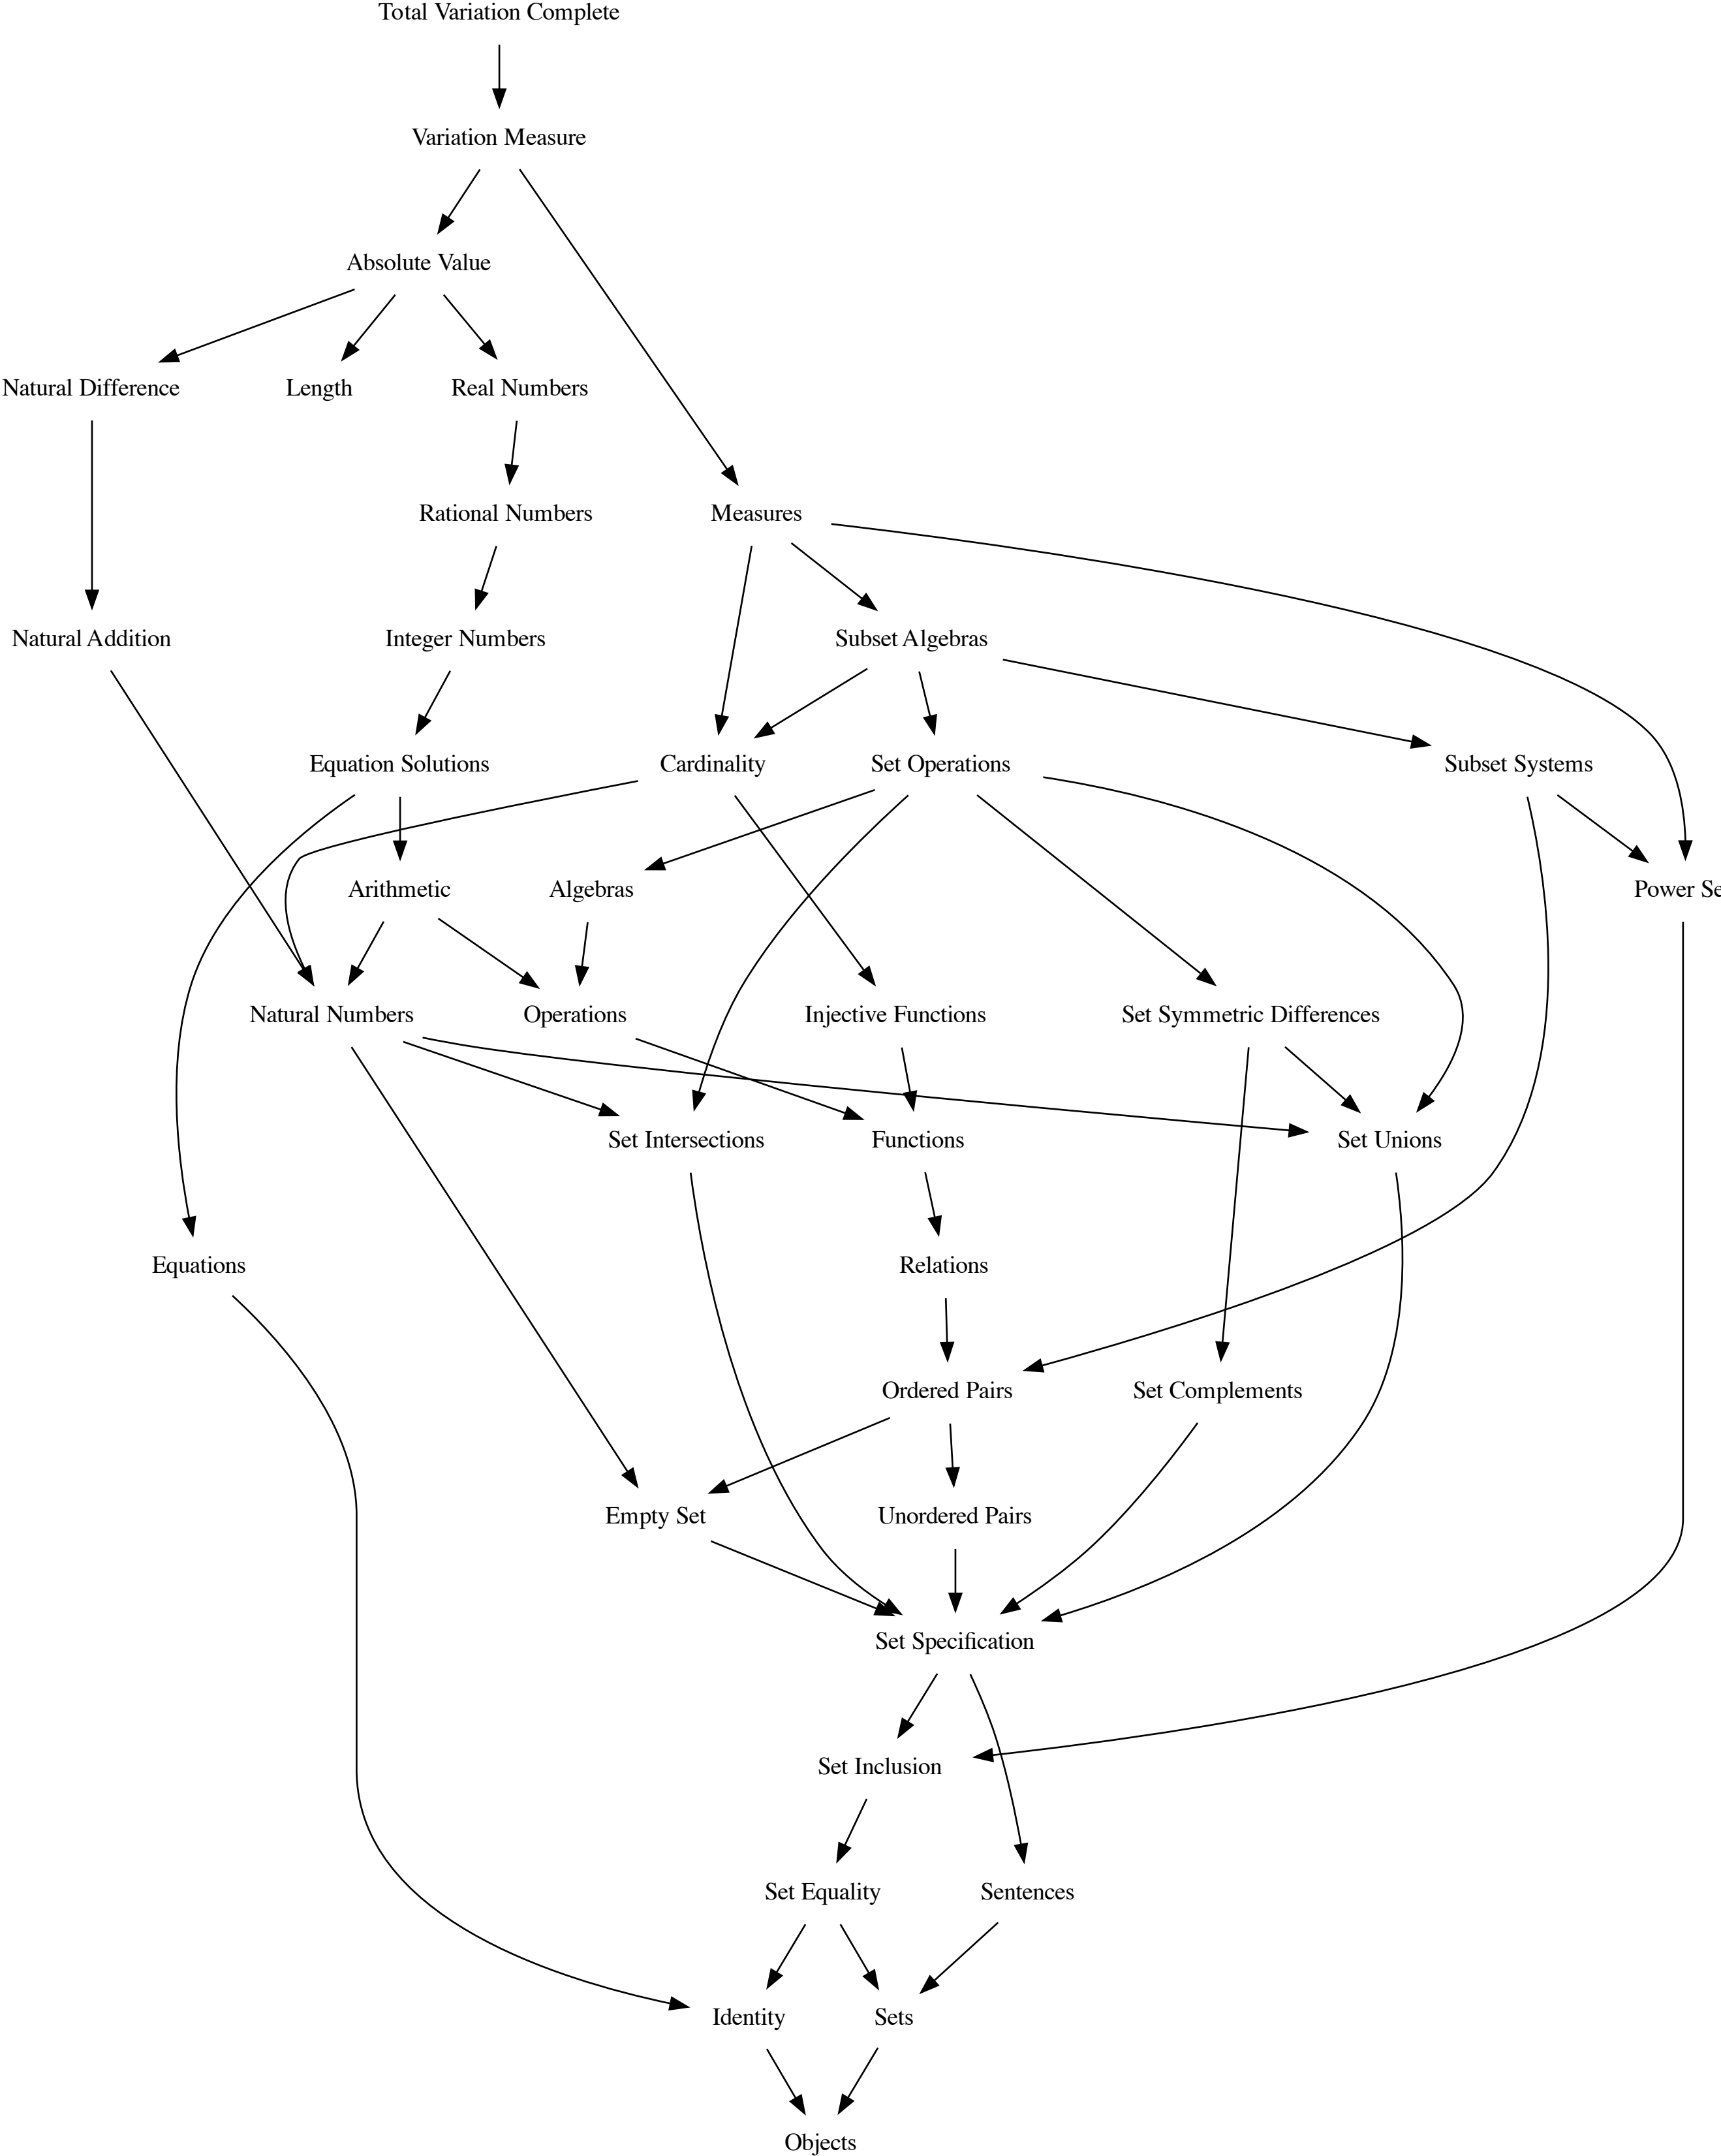 Total Variation Complete
Variation Measure
Absolute Value
Natural Difference
Length
Real Numbers
Rational Numbers
Measures
Natural Addition
Integer Numbers
Subset Algebras
Equation Solutions
Cardinality
Set Operations
Subset Systems
Arithmetic
Algebras
Power Se
Natural Numbers
Operations
Injective Functions
Set Symmetric Differences
Set Intersections
Functions
Set Unions
Equations
Relations
Ordered Pairs
Set Complements
Empty Set
Unordered Pairs
Set Specification
Set Inclusion
Set Equality
Sentences
Identity
Sets
Objects